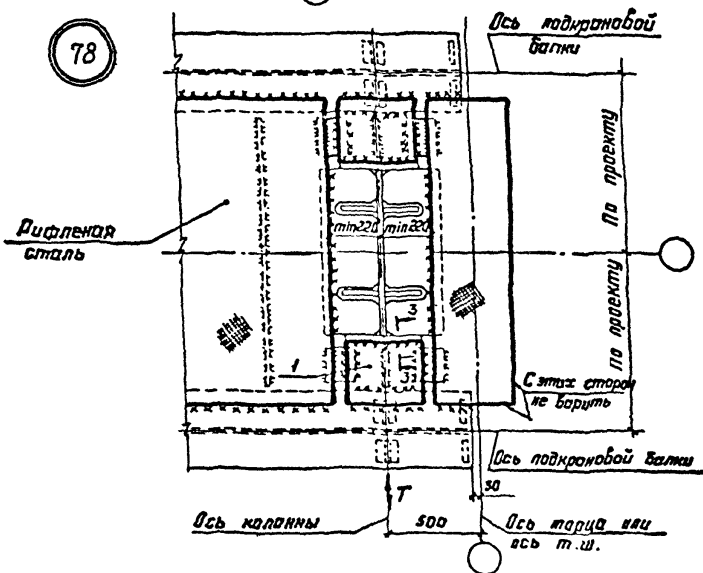 78
Ось подкрановой
балки
По проекту
Рифленая
сталь
min220 min220
По проекту
3
1
3
С этих сторон
не варить
Ось подкрановой балки
30
Т
Ось колонны
500
Ось торца или
ось т.ш.